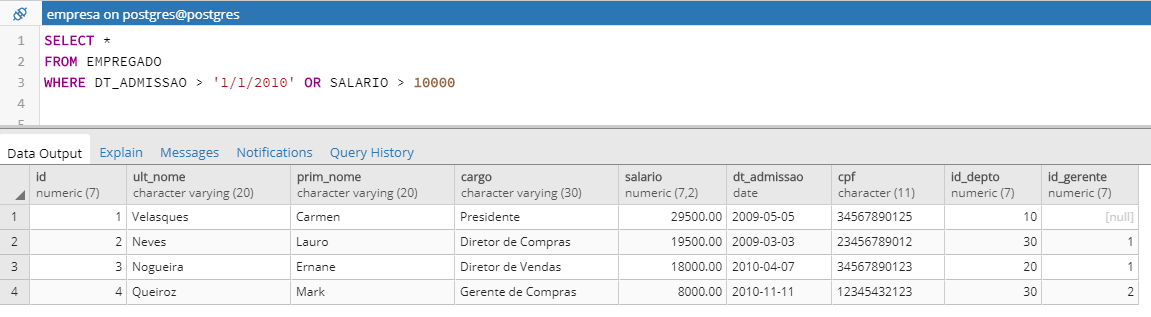 empresa on postgres@postgres
1 SELECT *
2 FROM EMPREGADO
3 WHERE DT_ADMISSAO > '1/1/2010' OR SALARIO > 10000
4
5
Data Output Explain Messages Notifications Query History
id ult_nome prim_nome cargo salario dt_admissao cpf id_depto id_gerente
numeric (7) character varying (20) character varying (20) character varying (30) numeric (7,2) date character (11) numeric (7) numeric (7)
1 1 Velasques Carmen Presidente 29500.00 2009-05-05 34567890125 10 [null]
2 2 Neves Lauro Diretor de Compras 19500.00 2009-03-03 23456789012 30 1
3 3 Nogueira Ernane Diretor de Vendas 18000.00 2010-04-07 34567890123 20 1
4 4 Queiroz Mark Gerente de Compras 8000.00 2010-11-11 12345432123 30 2